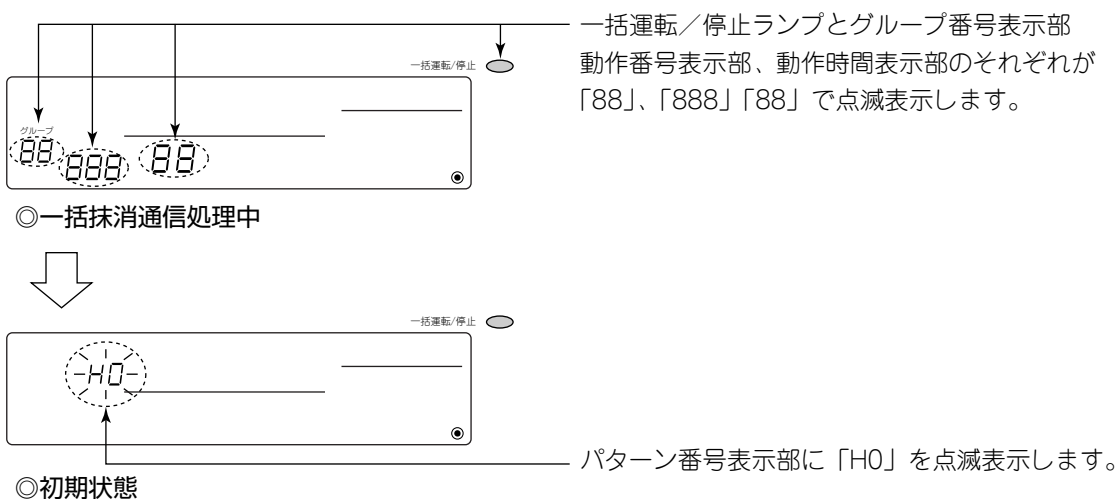 一括運転／停止ランプとグループ番号表示部
動作番号表示部、動作時間表示部のそれぞれが
「88」、「888」「88」で点滅表示します。
一括運転/停止
グループ
88 888 88
◎一括抹消通信処理中
一括運転/停止
H0
パターン番号表示部に「H0」を点滅表示します。
◎初期状態